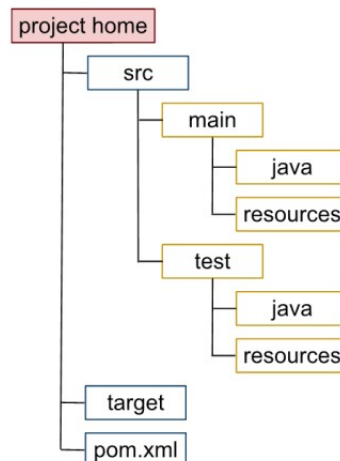 project home
src
main
java
resources
test
java
resources
target
pom.xml